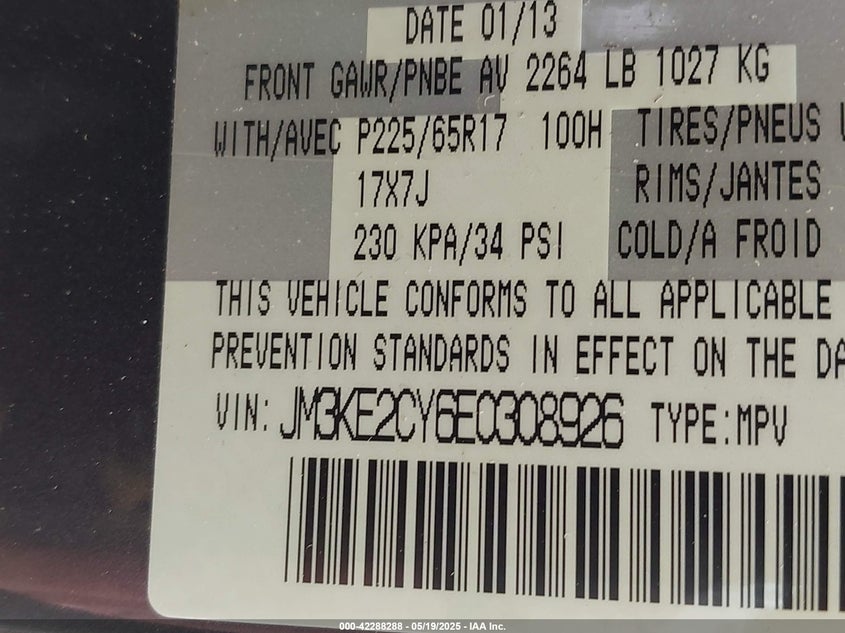 DATE 01/13
FRONT GAWR/PNBE AV 2264 LB 1027 KG
WITH/AVEC P225/65R17 100H TIRES/PNEUS
17X7J RIMS/JANTES
230 KPA/34 PSI COLD/A FROID
THIS VEHICLE CONFORMS TO ALL APPLICABLE
PREVENTION STANDARDS IN EFFECT ON THE DA
VIN: JM3KE2CY6E0308926 TYPE:MPV
000-42288288 - 05/19/2025 - IAA Inc.